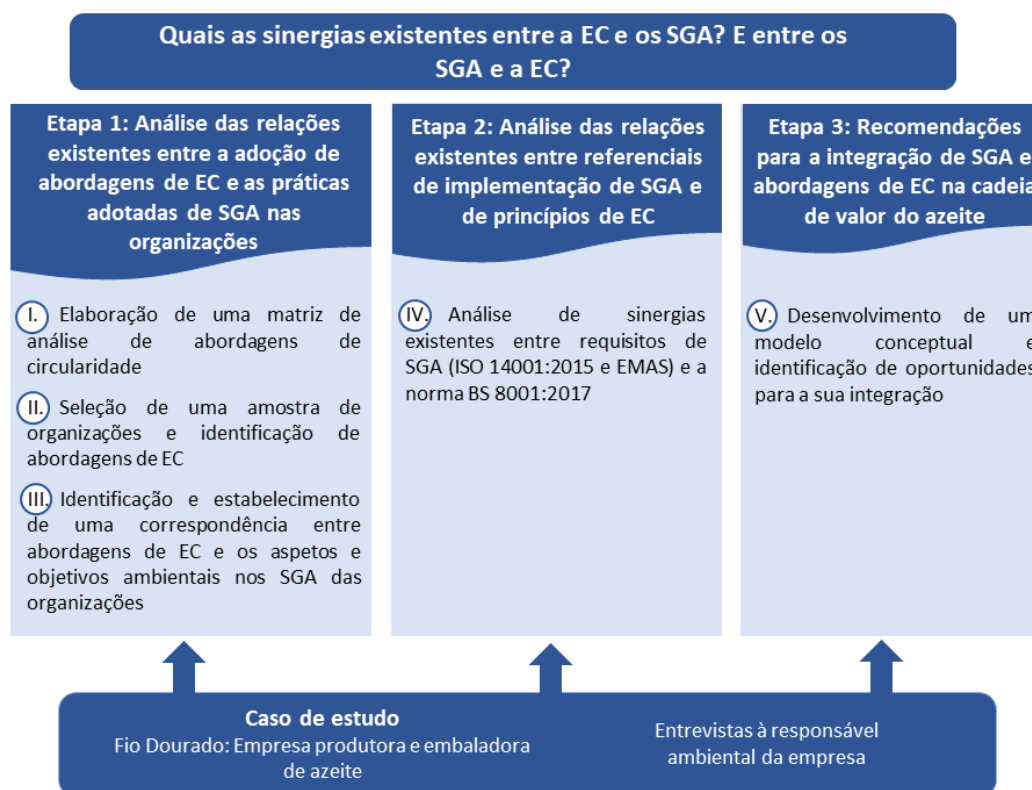 Quais as sinergias existentes entre a EC e os SGA? E entre os
SGA e a EC?
Etapa 1: Análise das relações
existentes entre a adoção de
abordagens de EC e as práticas
adotadas de SGA nas
organizações
I. Elaboração de uma matriz de
análise de abordagens de
circularidade
II. Seleção de uma amostra de
organizações e identificação de
abordagens de EC
III. Identificação e estabelecimento
de uma correspondência entre
abordagens de EC e os aspetos e
objetivos ambientais nos SGA das
organizações
Etapa 2: Análise das relações
existentes entre referenciais
de implementação de SGA e
de princípios de EC
IV. Análise de sinergias
existentes entre requisitos de
SGA (ISO 14001:2015 e EMAS) e a
norma BS 8001:2017
Etapa 3: Recomendações
para a integração de SGA e
abordagens de EC na cadeia
de valor do azeite
V. Desenvolvimento de um
modelo conceptual e
identificação de oportunidades
para a sua integração
Caso de estudo
Fio Dourado: Empresa produtora e embaladora
de azeite
Entrevistas à responsável
ambiental da empresa